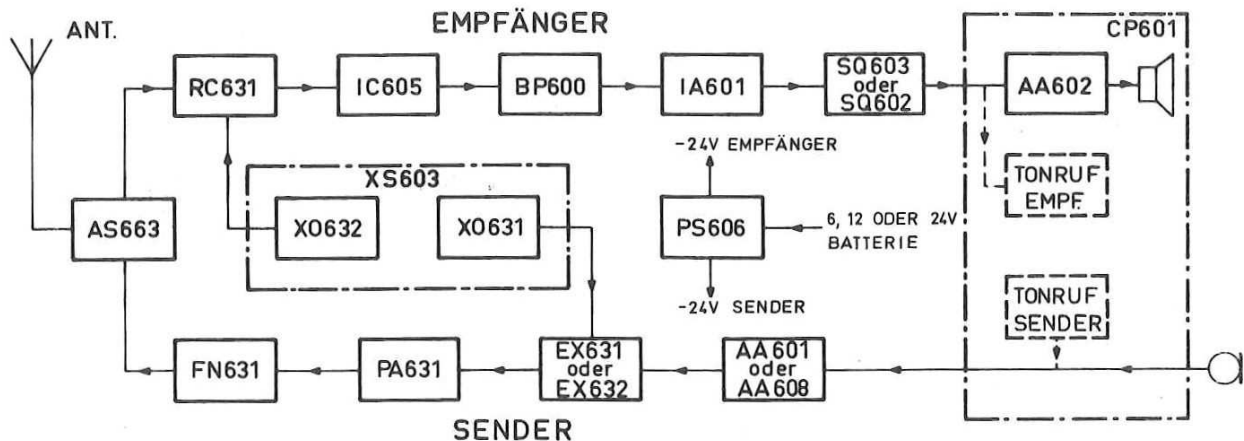 ANT.
EMPFÄNGER
CP601
RC631
IC605
BP600
IA601
SQ603
oder
SQ602
AA602
-24V EMPFÄNGER
TONRUF
EMPF.
XS603
AS663
XO632
XO631
PS606
6, 12 ODER 24V
BATTERIE
-24V SENDER
TONRUF
SENDER
FN631
PA631
EX631
oder
EX632
AA601
oder
AA608
SENDER